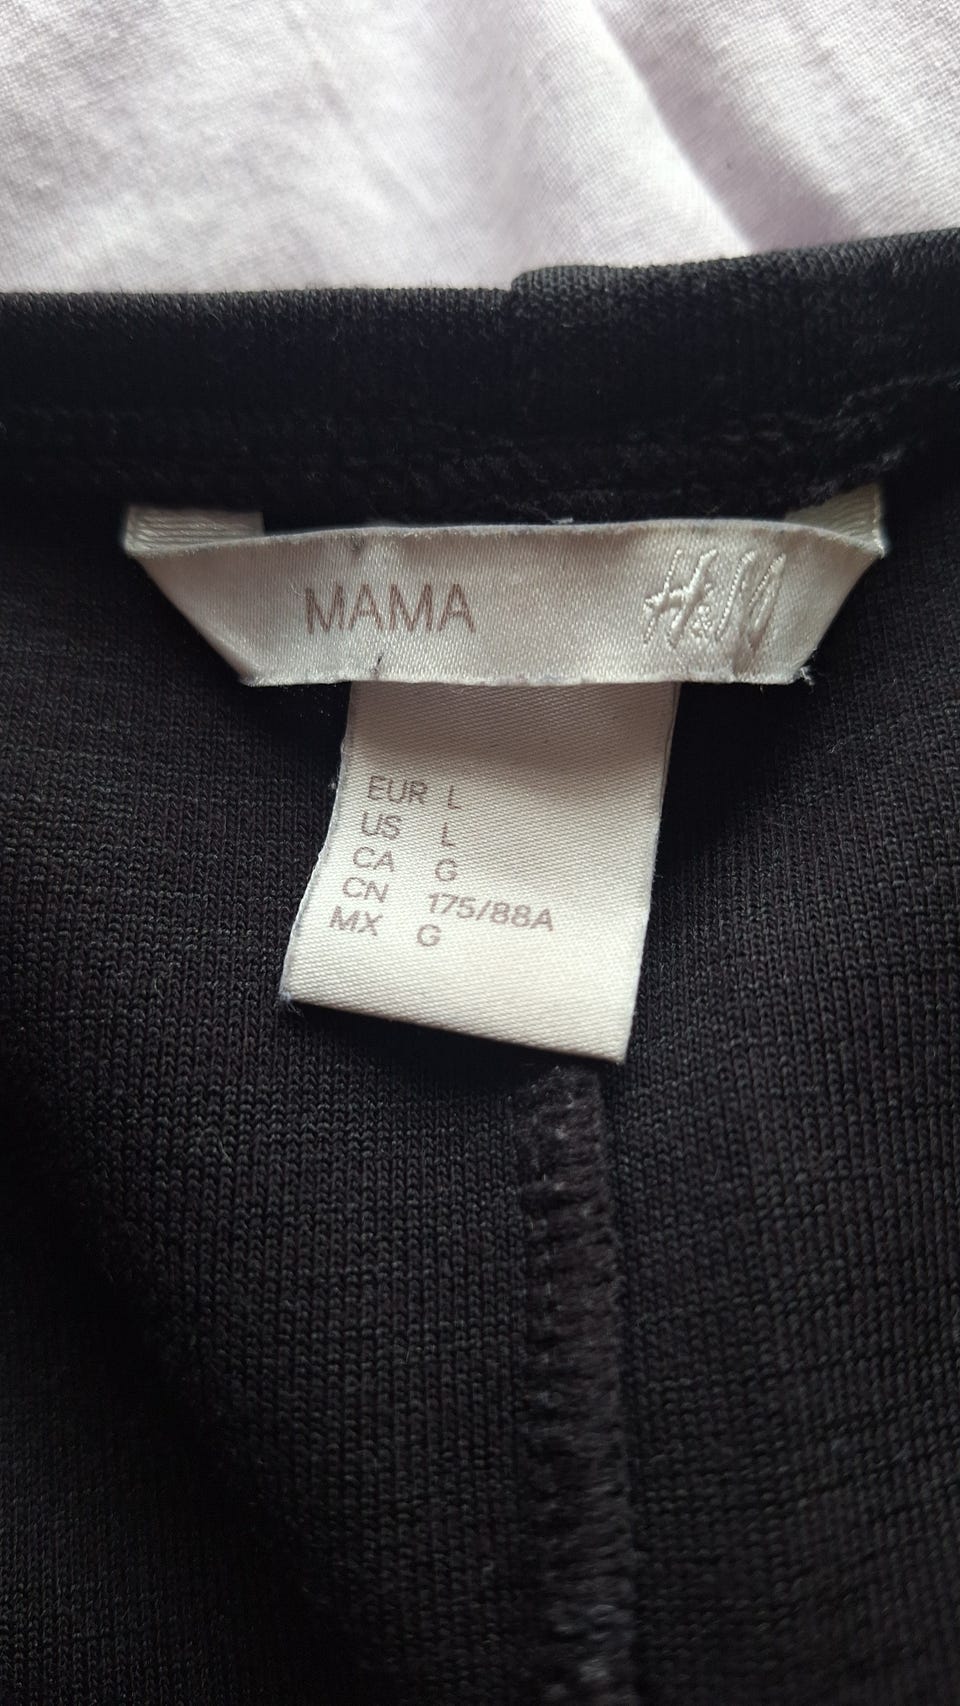 MAMA H&M
EUR L
US L
CA G
CN 175/88A
MX G